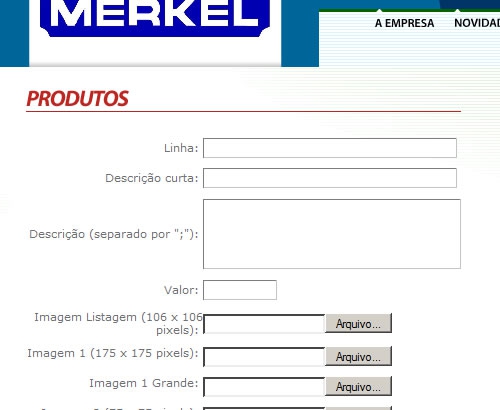 MERKEL
A EMPRESA NOVIDAD
PRODUTOS
Linha:
Descrição curta:
Descrição (separado por ";"):
Valor:
Imagem Listagem (106 x 106
pixels): Arquivo...
Imagem 1 (175 x 175 pixels): Arquivo...
Imagem 1 Grande: Arquivo...